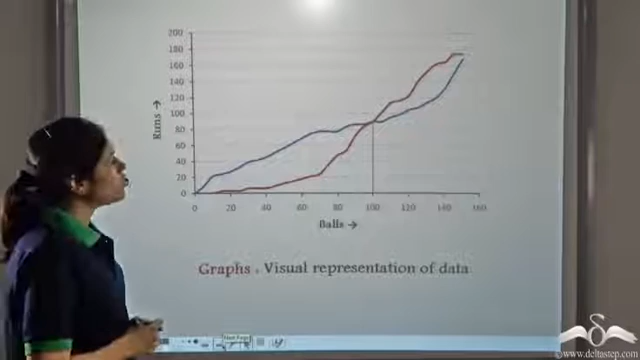 200
180
160
140
120
100
80
60
40
20
0
Runs →
0 20 40 60 80 100 120 140 160
Balls →
Graphs . Visual representation of data
©www.deltastep.com